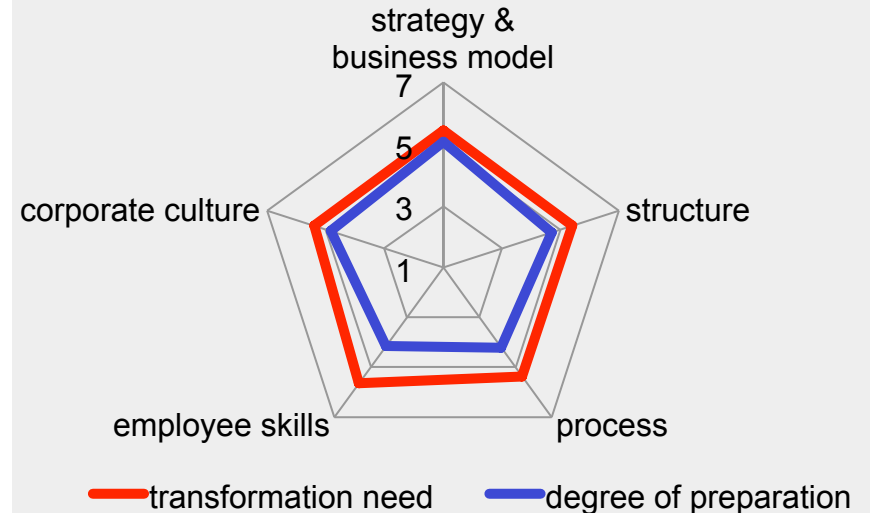 strategy &
business model
7
5
corporate culture
structure
3
1
employee skills
process
transformation need
degree of preparation